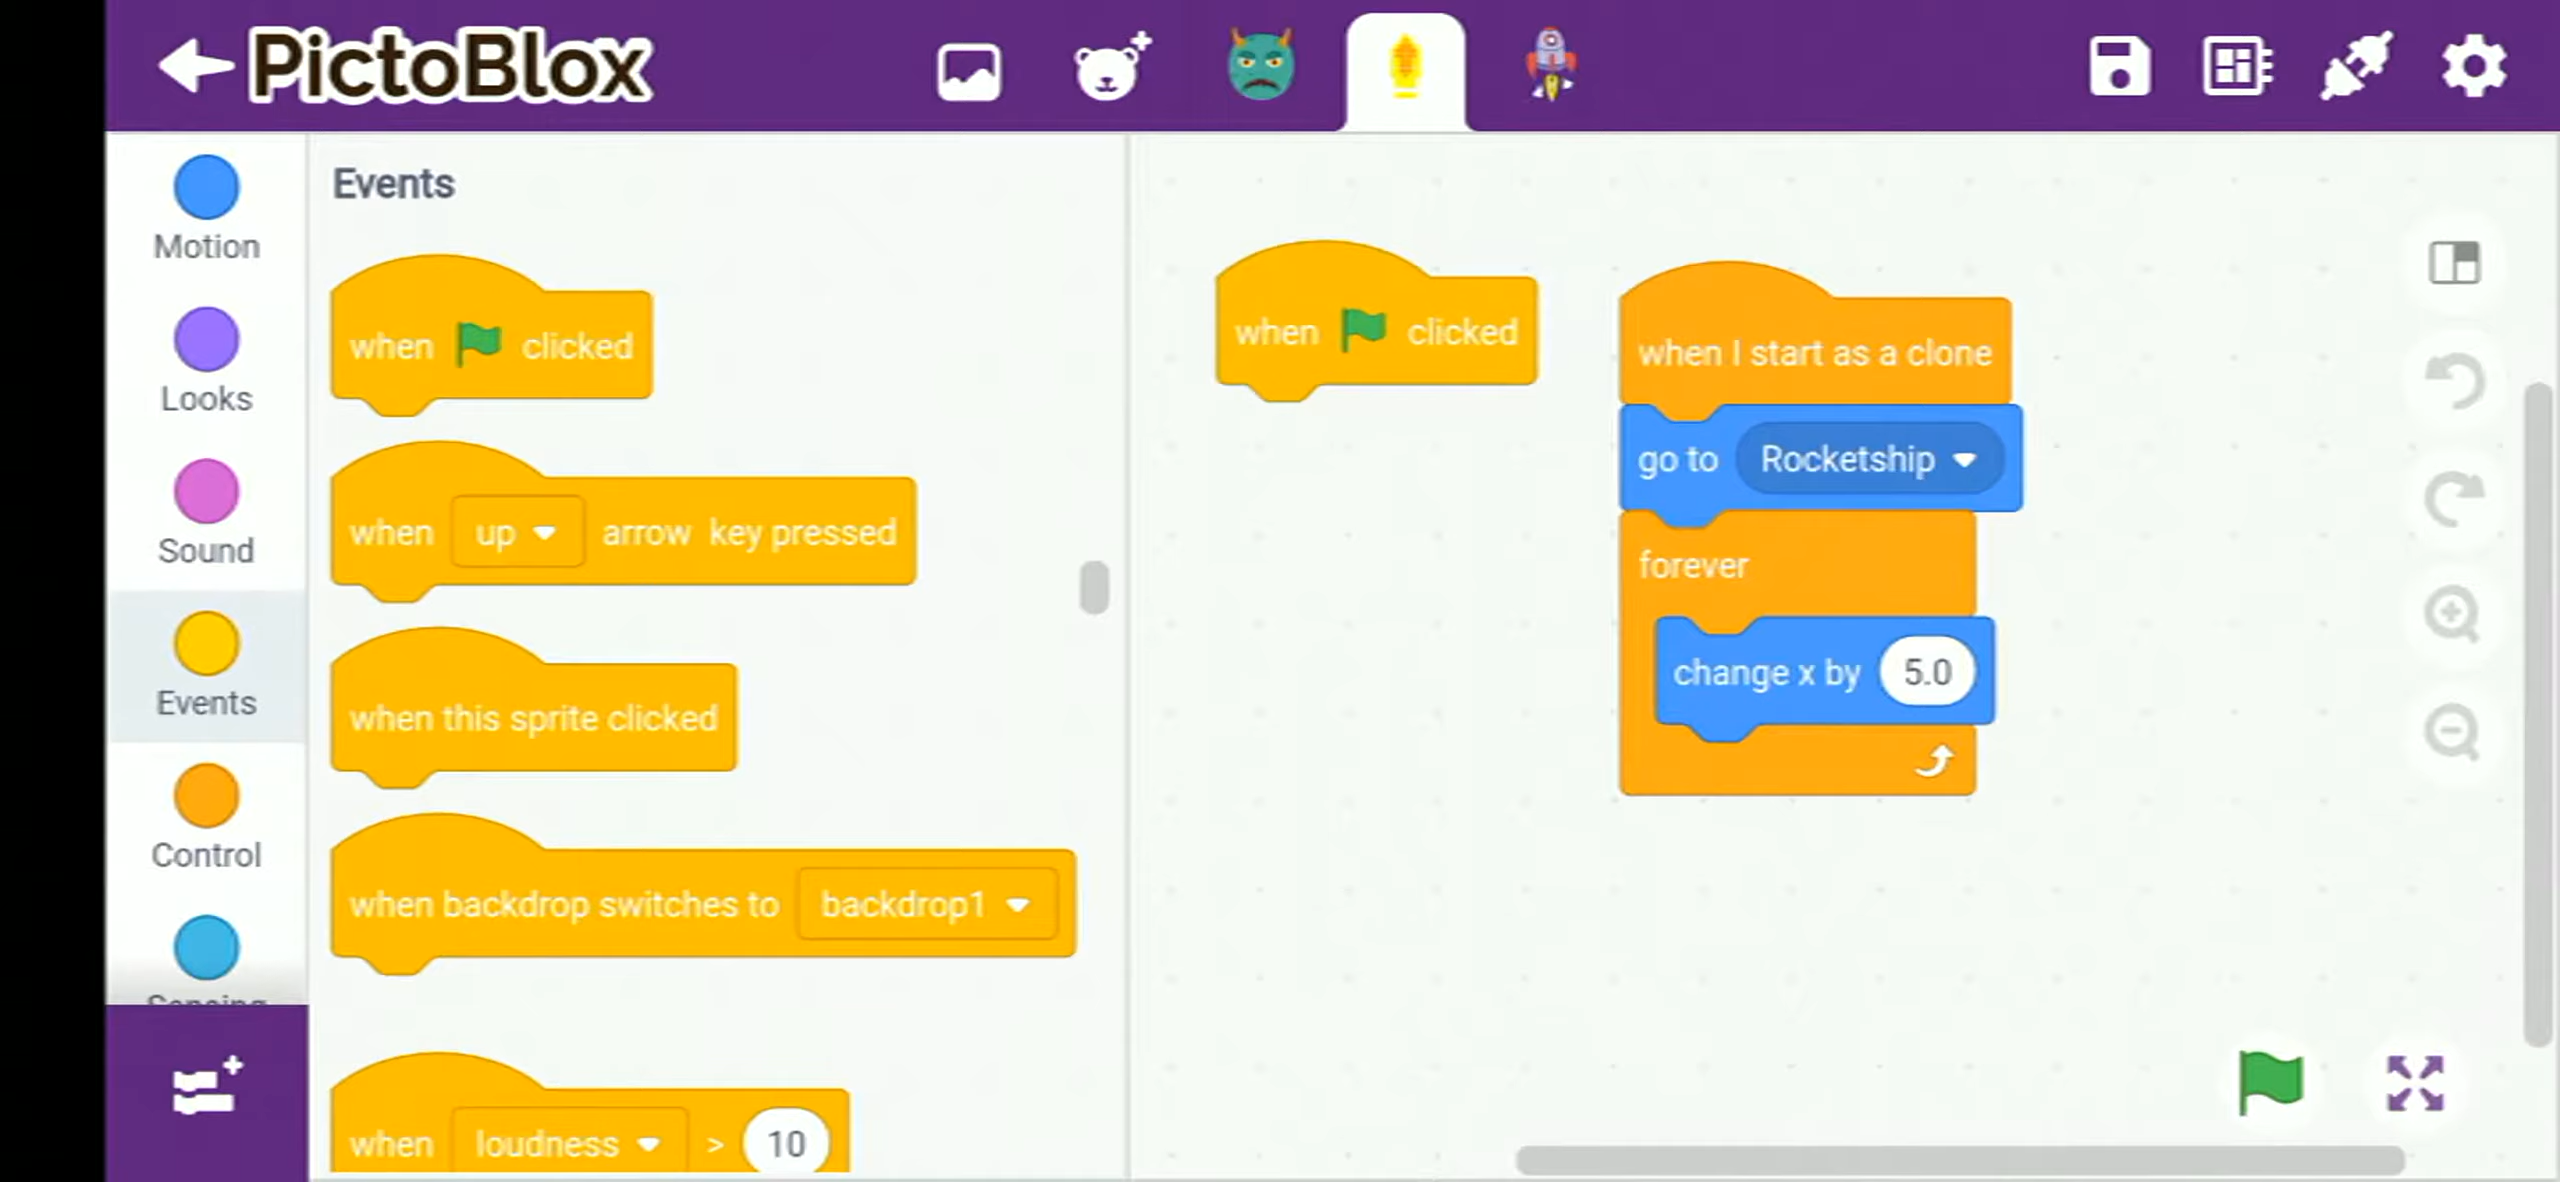 PictoBlox
Motion
Looks
Sound
Events
Control
Sensing
Events
when clicked
when up arrow key pressed
when this sprite clicked
when backdrop switches to backdrop1
when loudness > 10
when clicked
when I start as a clone
go to Rocketship
forever
change x by 5.0